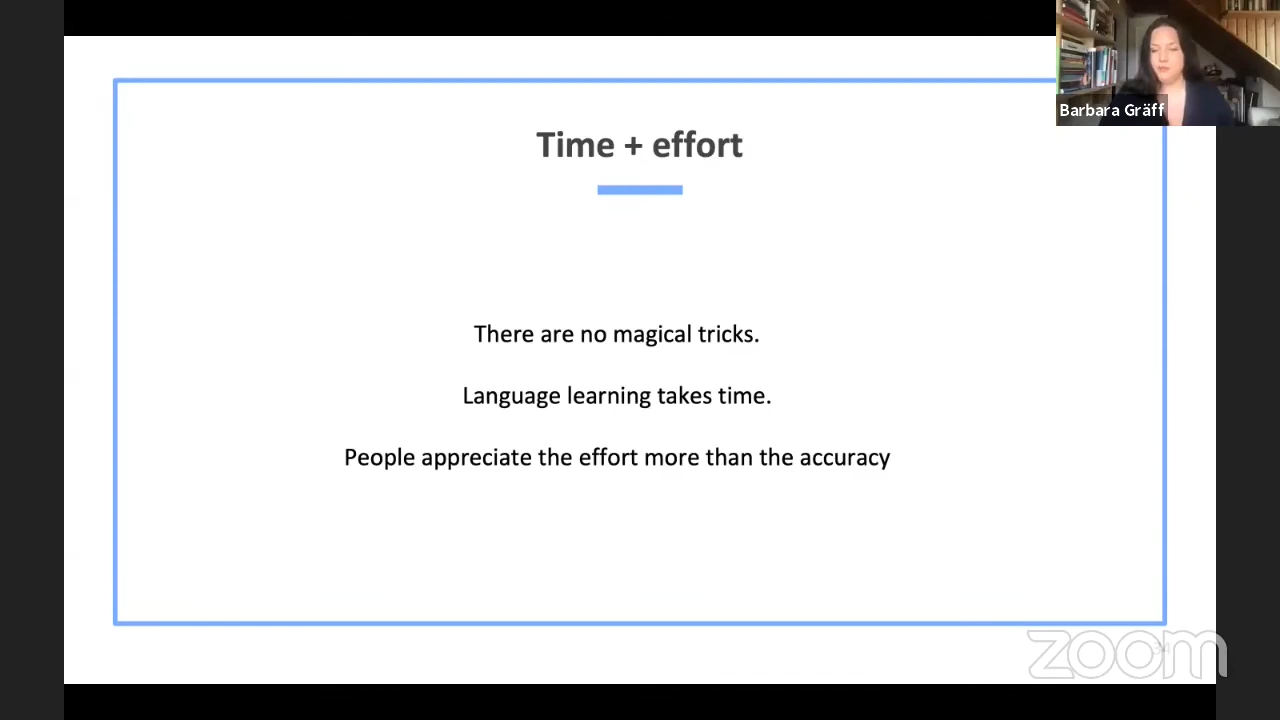 Barbara Gräff
Time + effort
There are no magical tricks.
Language learning takes time.
People appreciate the effort more than the accuracy
zoom
34